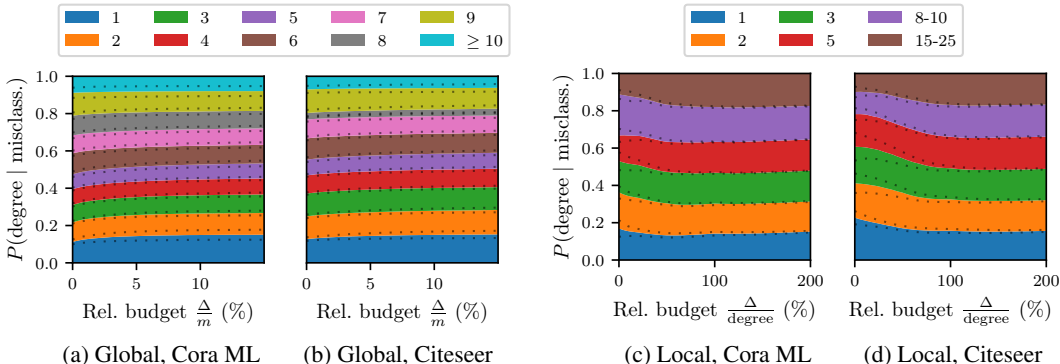 1 3 5 7 9
2 4 6 8 ≥ 10
1 3 8-10
2 5 15-25
P(degree | misclass.)
1.0
0.8
0.6
0.4
0.2
0.0
0 5 10
0 5 10
Rel. budget Δ/m (%)
Rel. budget Δ/m (%)
(a) Global, Cora ML
(b) Global, Citeseer
P(degree | misclass.)
1.0
0.8
0.6
0.4
0.2
0.0
0 100 200
0 100 200
Rel. budget Δ/degree (%)
Rel. budget Δ/degree (%)
(c) Local, Cora ML
(d) Local, Citeseer